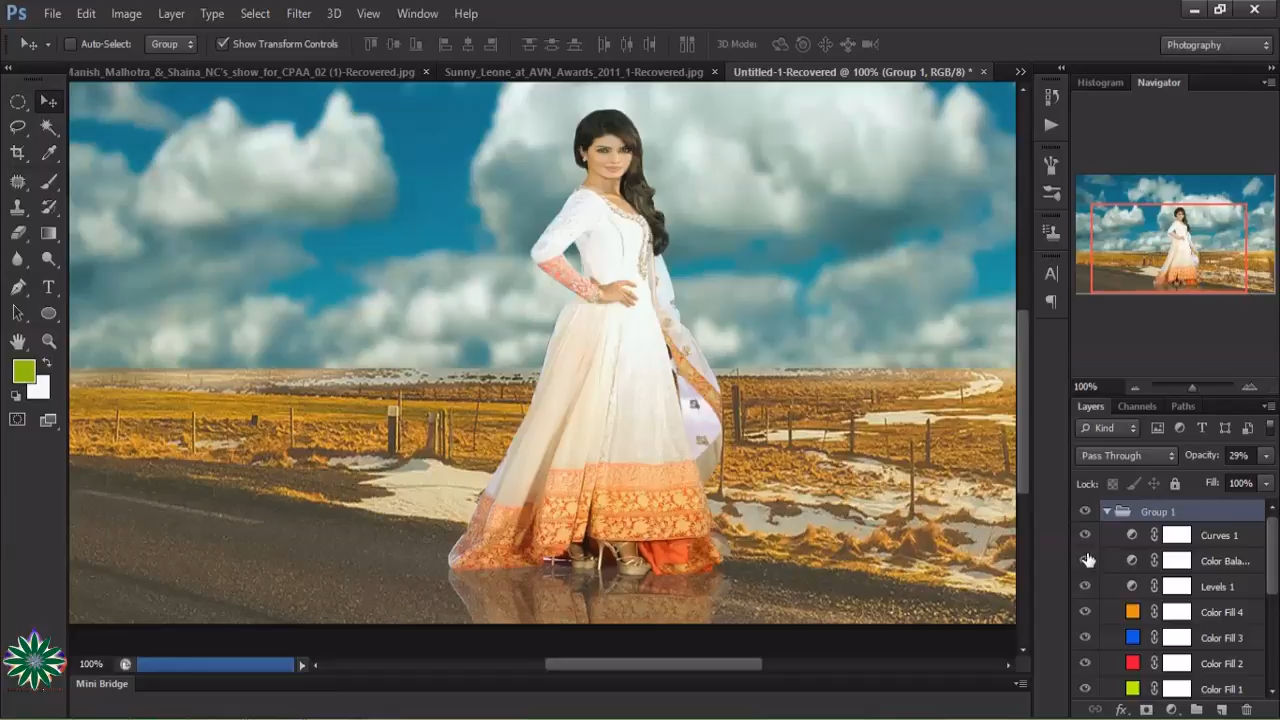 Ps File Edit Image Layer Type Select Filter 3D View Window Help
Auto-Select: Group Show Transform Controls 3D Mode: Photography
Manish_Malhotra_&_Shaina_NC's_show_for_CPAA_02 (1)-Recovered.jpg × Sunny_Leone_at_AVN_Awards_2011_1-Recovered.jpg × Untitled-1-Recovered @ 100% (Group 1, RGB/8) * ×
Histogram Navigator
100%
Layers Channels Paths
Kind
Pass Through Opacity: 29%
Lock: Fill: 100%
Group 1
Curves 1
Color Bala...
Levels 1
Color Fill 4
Color Fill 3
Color Fill 2
Color Fill 1
100%
Mini Bridge